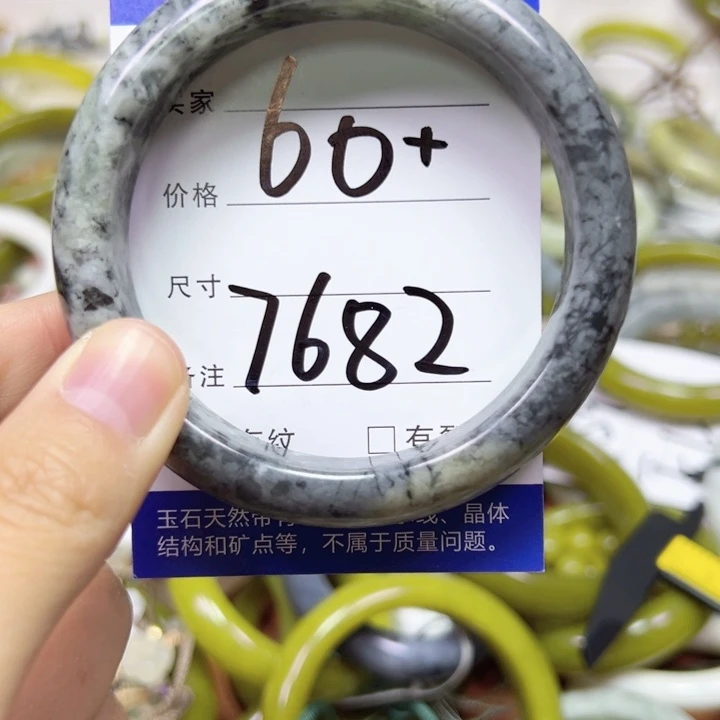 家
60+
价格
尺寸
7682
注
纹 □ 有
玉石天然带有线、晶体
结构和矿点等，不属于质量问题。